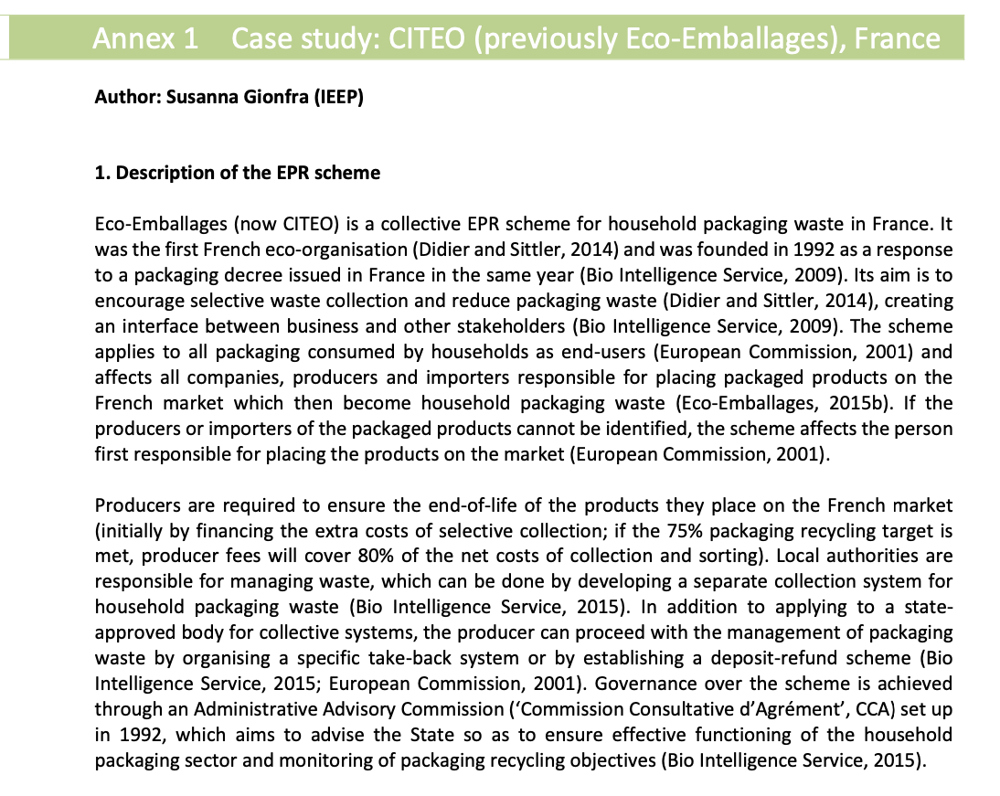 Annex 1 Case study: CITEO (previously Eco-Emballages), France
Author: Susanna Gionfra (IEEP)
1. Description of the EPR scheme
Eco-Emballages (now CITEO) is a collective EPR scheme for household packaging waste in France. It
was the first French eco-organisation (Didier and Sittler, 2014) and was founded in 1992 as a response
to a packaging decree issued in France in the same year (Bio Intelligence Service, 2009). Its aim is to
encourage selective waste collection and reduce packaging waste (Didier and Sittler, 2014), creating
an interface between business and other stakeholders (Bio Intelligence Service, 2009). The scheme
applies to all packaging consumed by households as end-users (European Commission, 2001) and
affects all companies, producers and importers responsible for placing packaged products on the
French market which then become household packaging waste (Eco-Emballages, 2015b). If the
producers or importers of the packaged products cannot be identified, the scheme affects the person
first responsible for placing the products on the market (European Commission, 2001).
Producers are required to ensure the end-of-life of the products they place on the French market
(initially by financing the extra costs of selective collection; if the 75% packaging recycling target is
met, producer fees will cover 80% of the net costs of collection and sorting). Local authorities are
responsible for managing waste, which can be done by developing a separate collection system for
household packaging waste (Bio Intelligence Service, 2015). In addition to applying to a state-
approved body for collective systems, the producer can proceed with the management of packaging
waste by organising a specific take-back system or by establishing a deposit-refund scheme (Bio
Intelligence Service, 2015; European Commission, 2001). Governance over the scheme is achieved
through an Administrative Advisory Commission (‘Commission Consultative d’Agrément’, CCA) set up
in 1992, which aims to advise the State so as to ensure effective functioning of the household
packaging sector and monitoring of packaging recycling objectives (Bio Intelligence Service, 2015).